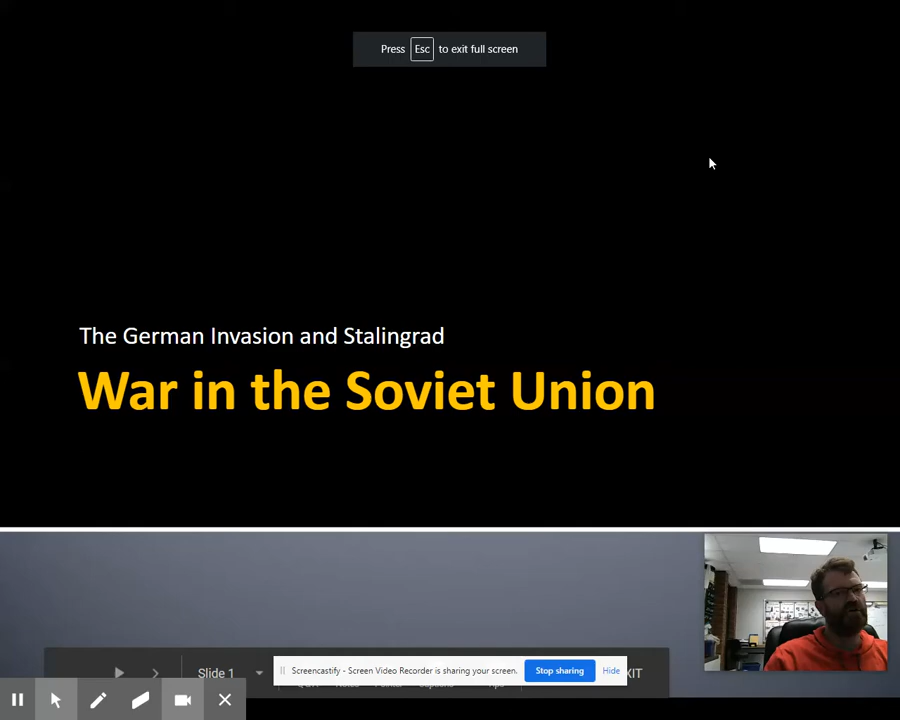 Press Esc to exit full screen
The German Invasion and Stalingrad
War in the Soviet Union
Slide 1
Screencastify - Screen Video Recorder is sharing your screen.
Stop sharing
Hide